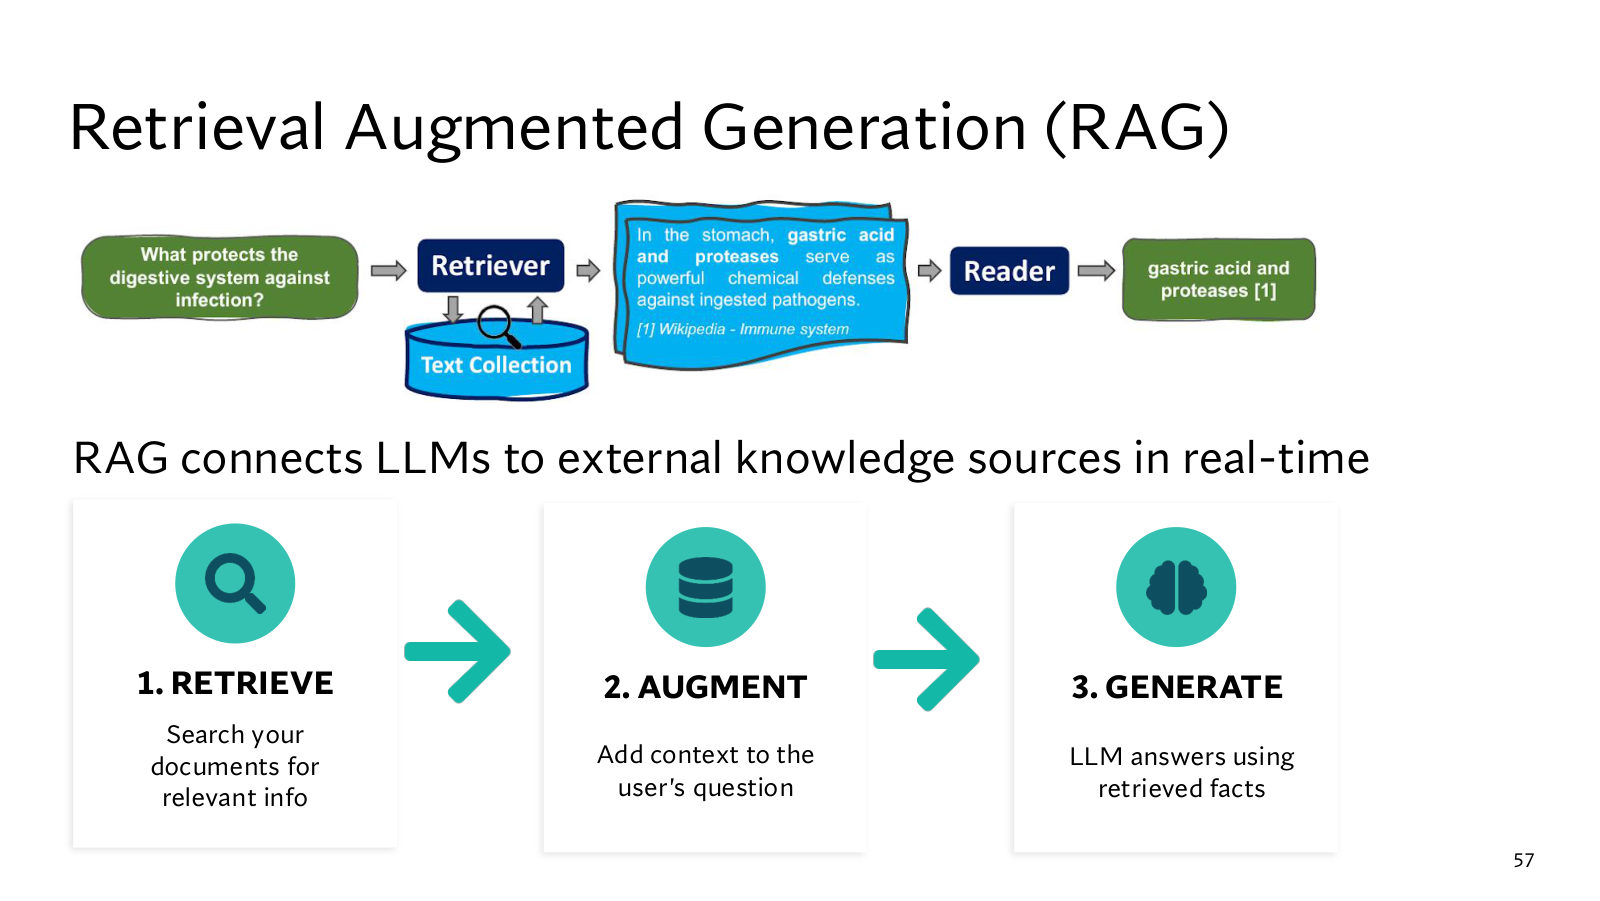 Retrieval Augmented Generation (RAG)
What protects the
digestive system against
infection?
Retriever
Text Collection
In the stomach, gastric acid
and proteases serve as
powerful chemical defenses
against ingested pathogens.
[1] Wikipedia - Immune system
Reader
gastric acid and
proteases [1]
RAG connects LLMs to external knowledge sources in real-time
1. RETRIEVE
Search your
documents for
relevant info
2. AUGMENT
Add context to the
user's question
3. GENERATE
LLM answers using
retrieved facts
57